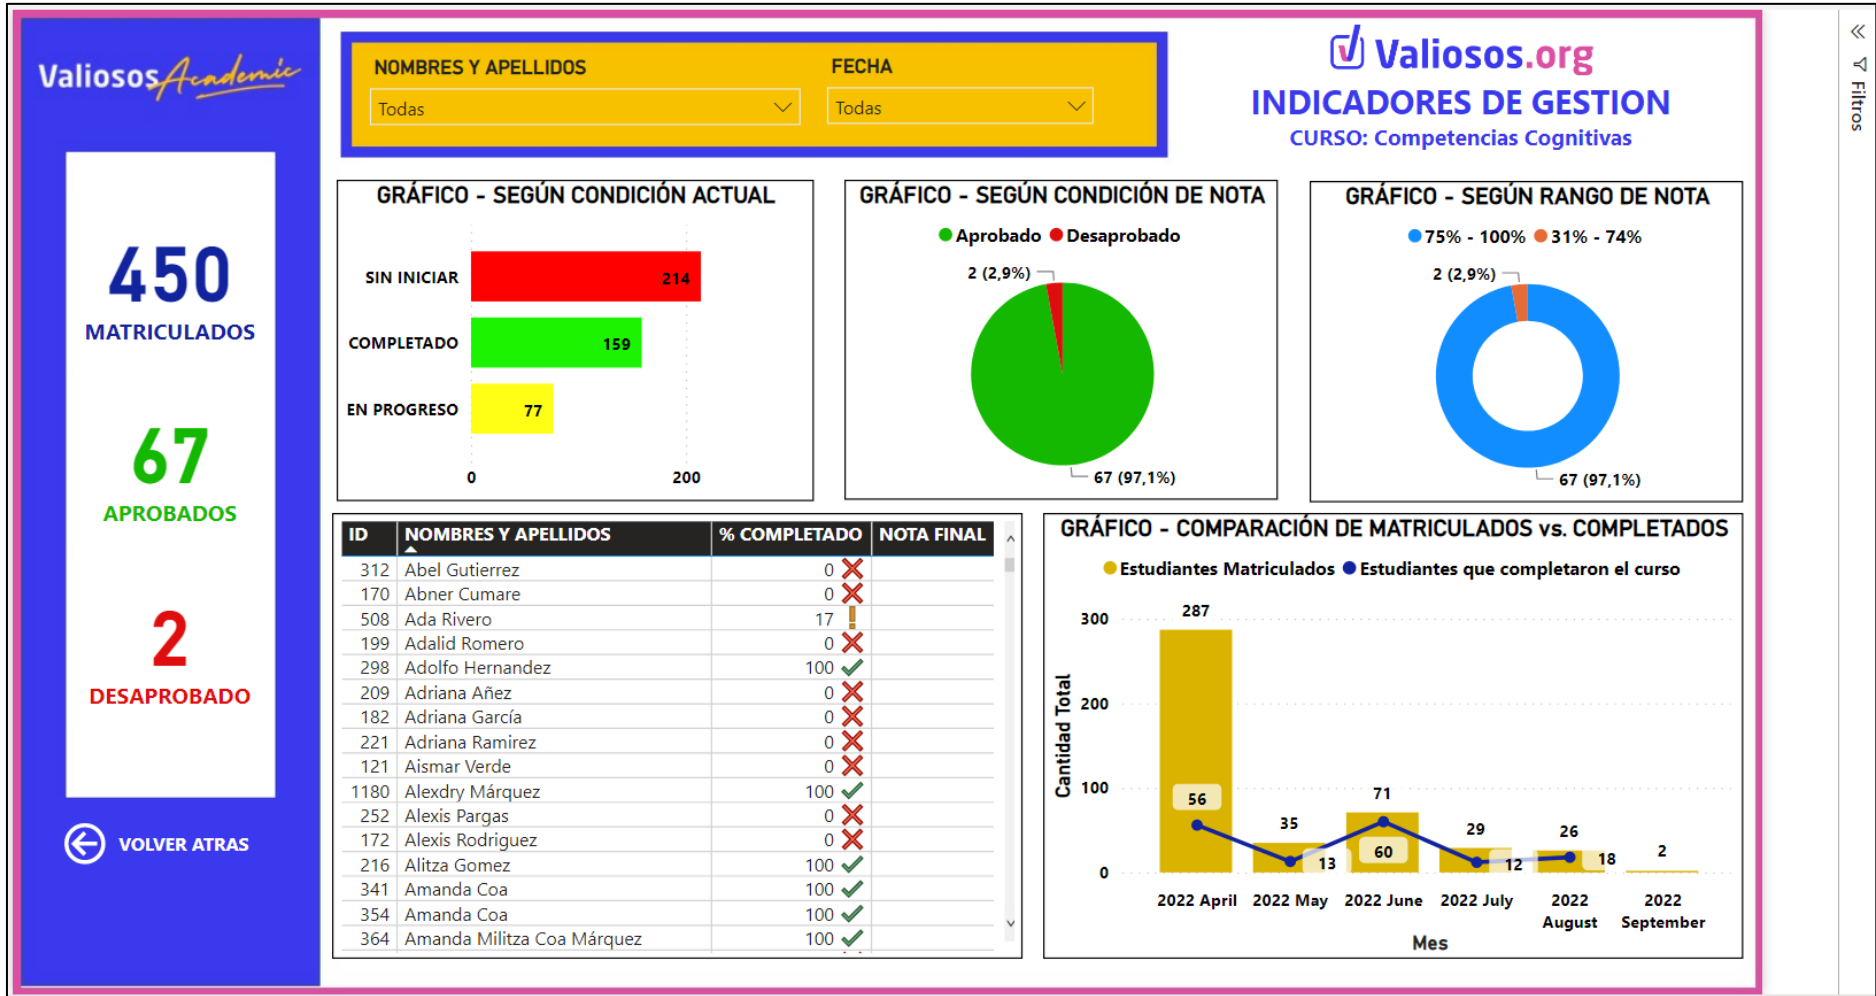 Valiosos Academic
450
MATRICULADOS
67
APROBADOS
2
DESAPROBADO
VOLVER ATRAS
NOMBRES Y APELLIDOS
Todas
FECHA
Todas
Valiosos.org
INDICADORES DE GESTION
CURSO: Competencias Cognitivas
Filtros
GRÁFICO - SEGÚN CONDICIÓN ACTUAL
SIN INICIAR 214
COMPLETADO 159
EN PROGRESO 77
0 200
GRÁFICO - SEGÚN CONDICIÓN DE NOTA
Aprobado Desaprobado
2 (2,9%)
67 (97,1%)
GRÁFICO - SEGÚN RANGO DE NOTA
75% - 100% 31% - 74%
2 (2,9%)
67 (97,1%)
ID NOMBRES Y APELLIDOS % COMPLETADO NOTA FINAL
312 Abel Gutierrez 0
170 Abner Cumare 0
508 Ada Rivero 17
199 Adalid Romero 0
298 Adolfo Hernandez 100
209 Adriana Añez 0
182 Adriana García 0
221 Adriana Ramirez 0
121 Aismar Verde 0
1180 Alexdry Márquez 100
252 Alexis Pargas 0
172 Alexis Rodriguez 0
216 Alitza Gomez 100
341 Amanda Coa 100
354 Amanda Coa 100
364 Amanda Militza Coa Márquez 100
GRÁFICO - COMPARACIÓN DE MATRICULADOS vs. COMPLETADOS
Estudiantes Matriculados Estudiantes que completaron el curso
Cantidad Total
300
200
100
0
287
56
35
13
71
60
29
12
26
18
2
2022 April 2022 May 2022 June 2022 July 2022 August 2022 September
Mes